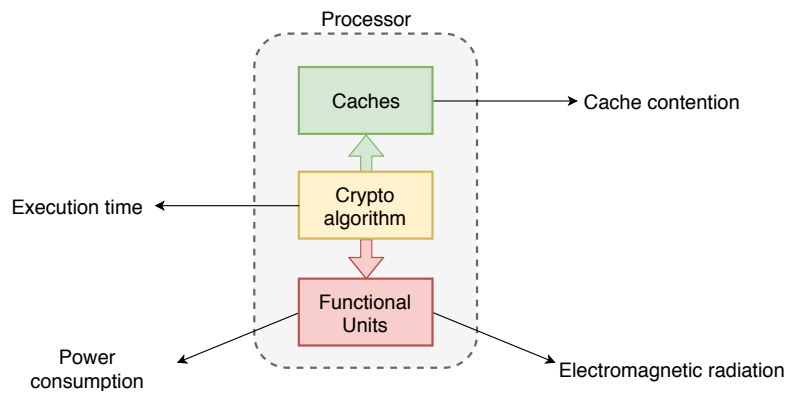 Processor
Caches
Cache contention
Crypto
algorithm
Execution time
Functional
Units
Power
consumption
Electromagnetic radiation